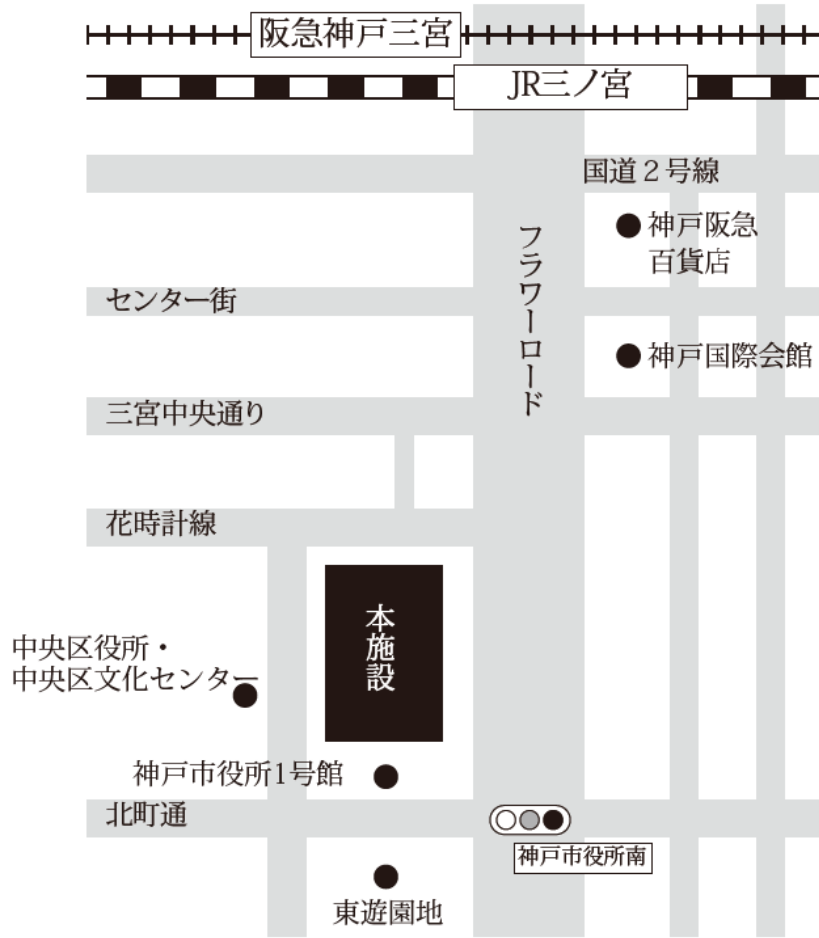 阪急神戸三宮
JR三ノ宮
国道2号線
神戸阪急
百貨店
フラワーロード
センター街
神戸国際会館
三宮中央通り
花時計線
本施設
中央区役所・
中央区文化センター
神戸市役所1号館
北町通
神戸市役所南
東遊園地